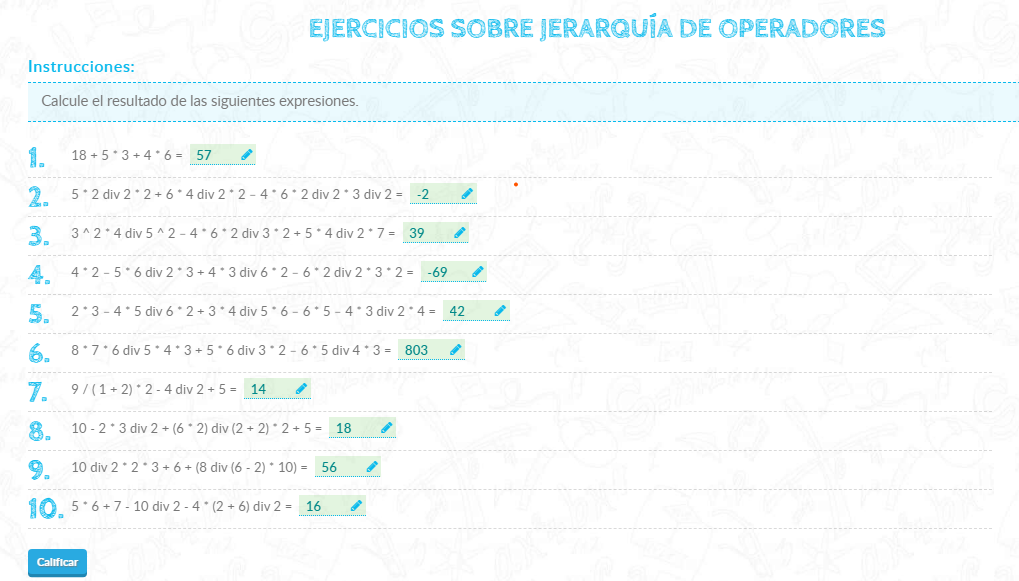 EJERCICIOS SOBRE JERARQUÍA DE OPERADORES
Instrucciones:
Calcule el resultado de las siguientes expresiones.
1. 18 + 5 * 3 + 4 * 6 = 57
2. 5 * 2 div 2 * 2 + 6 * 4 div 2 * 2 – 4 * 6 * 2 div 2 * 3 div 2 = -2
3. 3 ^ 2 * 4 div 5 ^ 2 – 4 * 6 * 2 div 3 * 2 + 5 * 4 div 2 * 7 = 39
4. 4 * 2 – 5 * 6 div 2 * 3 + 4 * 3 div 6 * 2 – 6 * 2 div 2 * 3 * 2 = -69
5. 2 * 3 – 4 * 5 div 6 * 2 + 3 * 4 div 5 * 6 – 6 * 5 – 4 * 3 div 2 * 4 = 42
6. 8 * 7 * 6 div 5 * 4 * 3 + 5 * 6 div 3 * 2 – 6 * 5 div 4 * 3 = 803
7. 9 / ( 1 + 2) * 2 - 4 div 2 + 5 = 14
8. 10 - 2 * 3 div 2 + (6 * 2) div (2 + 2) * 2 + 5 = 18
9. 10 div 2 * 2 * 3 + 6 + (8 div (6 - 2) * 10) = 56
10. 5 * 6 + 7 - 10 div 2 - 4 * (2 + 6) div 2 = 16
Calificar